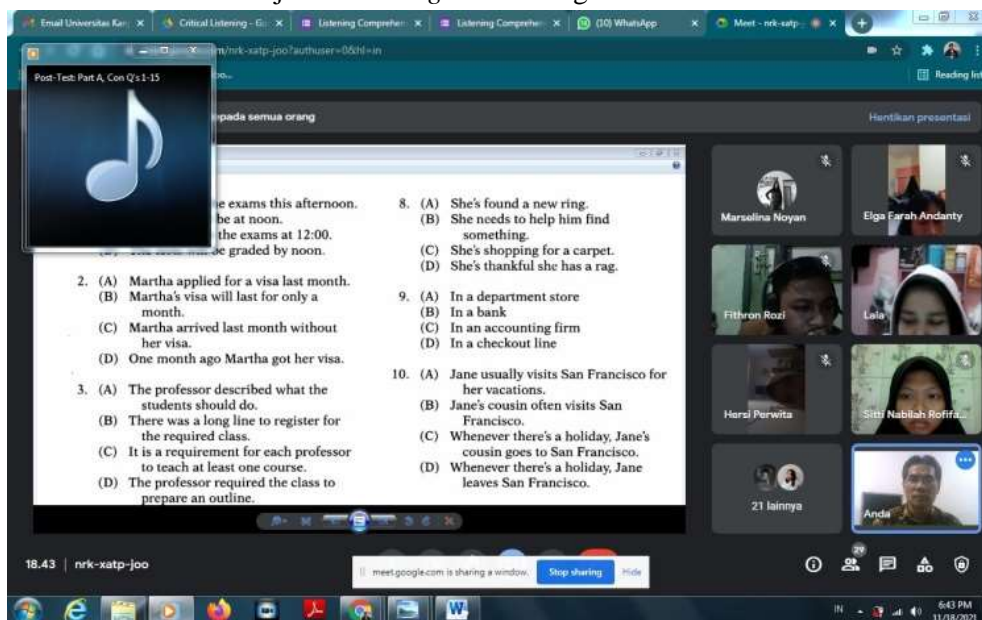 Email Universitas Kar
Critical Listening - G
Listening Comprehen
Listening Comprehe
(10) WhatsApp
Meet - nrk-xatp
m/nrk-xatp-joo?authuser=0&hl=in
Reading list
Post-Test: Part A, Con Q's 1-15
epada semua orang
Hentikan presentasi
e exams this afternoon.
be at noon.
the exams at 12:00.
be graded by noon.
2. (A) Martha applied for a visa last month.
(B) Martha's visa will last for only a
month.
(C) Martha arrived last month without
her visa.
(D) One month ago Martha got her visa.
3. (A) The professor described what the
students should do.
(B) There was a long line to register for
the required class.
(C) It is a requirement for each professor
to teach at least one course.
(D) The professor required the class to
prepare an outline.
8. (A) She's found a new ring.
(B) She needs to help him find
something.
(C) She's shopping for a carpet.
(D) She's thankful she has a rag.
9. (A) In a department store
(B) In a bank
(C) In an accounting firm
(D) In a checkout line
10. (A) Jane usually visits San Francisco for
her vacations.
(B) Jane's cousin often visits San
Francisco.
(C) Whenever there's a holiday, Jane's
cousin goes to San Francisco.
(D) Whenever there's a holiday, Jane
leaves San Francisco.
Marselina Noyan
Elga Farah Andanty
Fithron Rozi
Lala
Harsi Perwita
Sitti Nabilah Rofifa...
21 lainnya
Anda
18.43 | nrk-xatp-joo
meet.google.com is sharing a window.
Stop sharing
Hide
29
IN
6:43 PM
11/18/2021